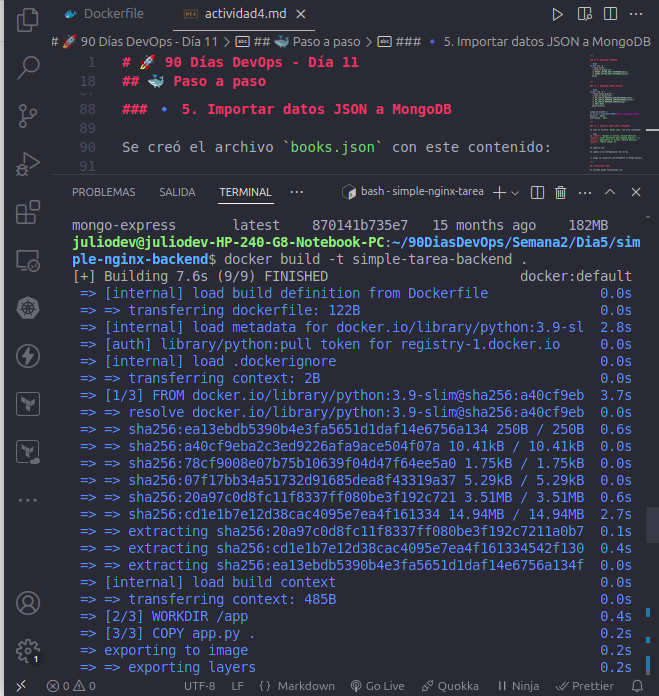 Dockerfile
actividad4.md
# 🚀 90 Días DevOps - Día 11 > ## 🐳 Paso a paso > ### 🔹 5. Importar datos JSON a MongoDB
1 # 🚀 90 Días DevOps - Día 11
18 ## 🐳 Paso a paso
88 ### 🔹 5. Importar datos JSON a MongoDB
89
90 Se creó el archivo `books.json` con este contenido:
91
PROBLEMAS SALIDA TERMINAL ··· bash - simple-nginx-tarea
mongo-express latest 870141b735e7 15 months ago 182MB
juliodev@juliodev-HP-240-G8-Notebook-PC:~/90DiasDevOps/Semana2/Dia5/sim
ple-nginx-backend$ docker build -t simple-tarea-backend .
[+] Building 7.6s (9/9) FINISHED docker:default
=> [internal] load build definition from Dockerfile 0.0s
=> => transferring dockerfile: 122B 0.0s
=> [internal] load metadata for docker.io/library/python:3.9-sl 2.8s
=> [auth] library/python:pull token for registry-1.docker.io 0.0s
=> [internal] load .dockerignore 0.0s
=> => transferring context: 2B 0.0s
=> [1/3] FROM docker.io/library/python:3.9-slim@sha256:a40cf9eb 3.7s
=> => resolve docker.io/library/python:3.9-slim@sha256:a40cf9eb 0.0s
=> => sha256:ea13ebdb5390b4e3fa5651d1daf14e6756a134 250B / 250B 0.6s
=> => sha256:a40cf9eba2c3ed9226afa9ace504f07a 10.41kB / 10.41kB 0.0s
=> => sha256:78cf9008e07b75b10639f04d47f64ee5a0 1.75kB / 1.75kB 0.0s
=> => sha256:07f17bb34a51732d91685dea8f43319a37 5.29kB / 5.29kB 0.0s
=> => sha256:20a97c0d8fc11f8337ff080be3f192c721 3.51MB / 3.51MB 0.6s
=> => sha256:cd1e1b7e12d38cac4095e7ea4f161334 14.94MB / 14.94MB 2.7s
=> => extracting sha256:20a97c0d8fc11f8337ff080be3f192c7211a0b7 0.1s
=> => extracting sha256:cd1e1b7e12d38cac4095e7ea4f161334542f130 0.4s
=> => extracting sha256:ea13ebdb5390b4e3fa5651d1daf14e6756a134f 0.0s
=> [internal] load build context 0.0s
=> => transferring context: 485B 0.0s
=> [2/3] WORKDIR /app 0.4s
=> [3/3] COPY app.py . 0.2s
=> exporting to image 0.2s
=> => exporting layers 0.2s
1
0 0 UTF-8 LF {} Markdown Go Live Quokka Ninja Prettier